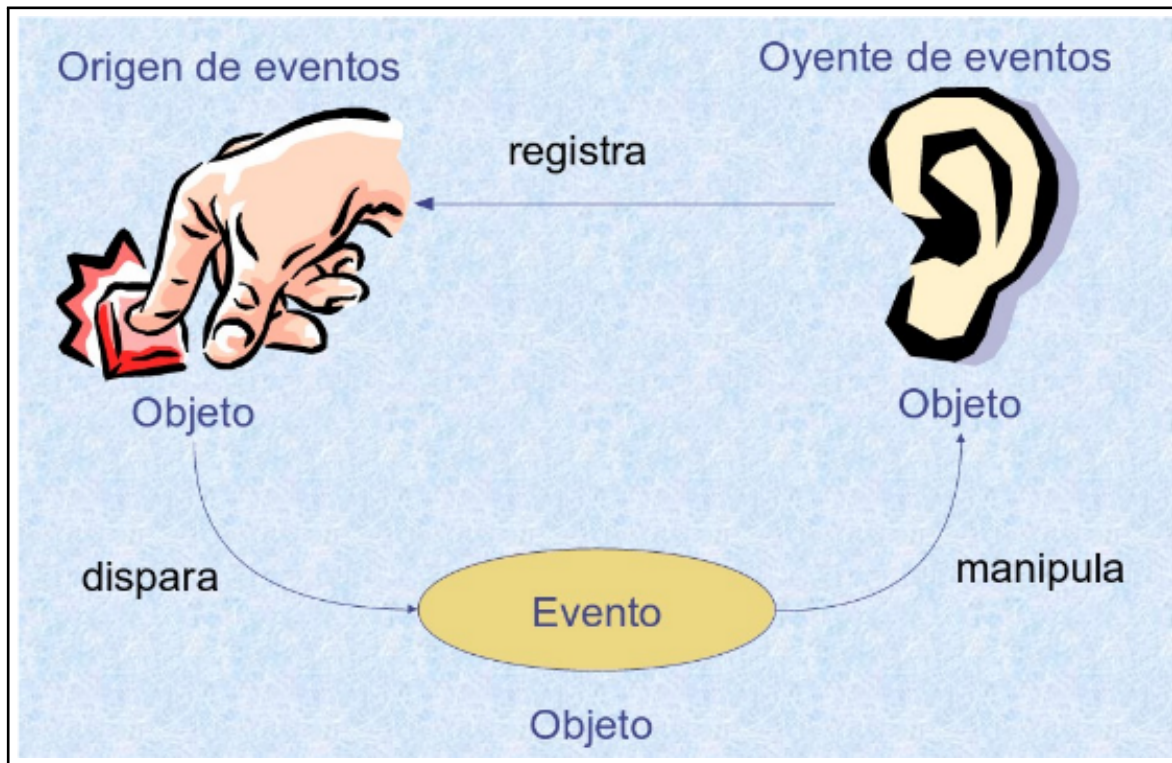 Origen de eventos
Oyente de eventos
registra
Objeto
Objeto
dispara
manipula
Evento
Objeto